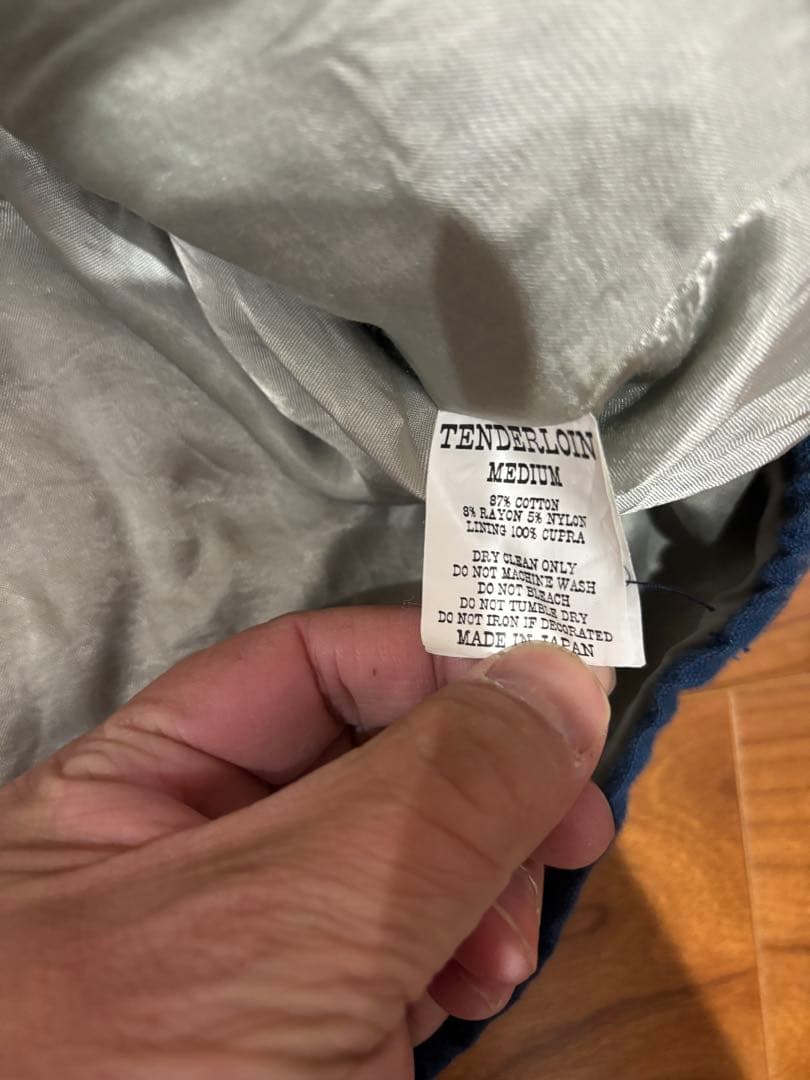 TENDERLOIN
MEDIUM
87% COTTON
8% RAYON 5% NYLON
LINING 100% CUPRA
DRY CLEAN ONLY
DO NOT MACHINE WASH
DO NOT BLEACH
DO NOT TUMBLE DRY
DO NOT IRON IF DECORATED
MADE IN JAPAN